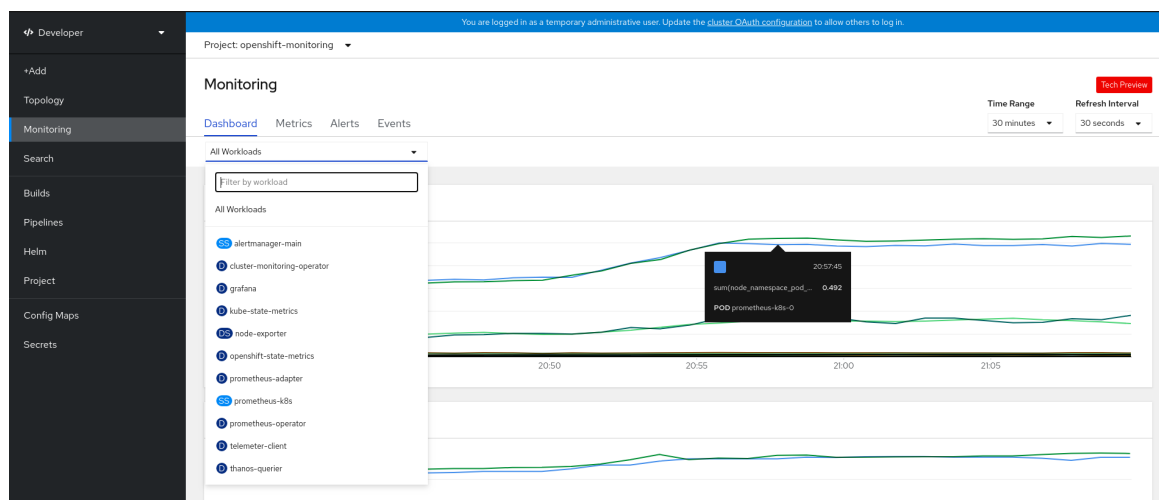 You are logged in as a temporary administrative user. Update the cluster OAuth configuration to allow others to log in.
Developer
+Add
Topology
Monitoring
Search
Builds
Pipelines
Helm
Project
Config Maps
Secrets
Project: openshift-monitoring
Monitoring
Tech Preview
Time Range
Refresh Interval
30 minutes
30 seconds
Dashboard Metrics Alerts Events
All Workloads
Filter by workload
All Workloads
SS alertmanager-main
D cluster-monitoring-operator
D grafana
D kube-state-metrics
DS node-exporter
D openshift-state-metrics
D prometheus-adapter
SS prometheus-k8s
D prometheus-operator
D telemeter-client
D thanos-querier
20:57:45
sum(node_namespace_pod_... 0.492
POD prometheus-k8s-0
20:50 20:55 21:00 21:05